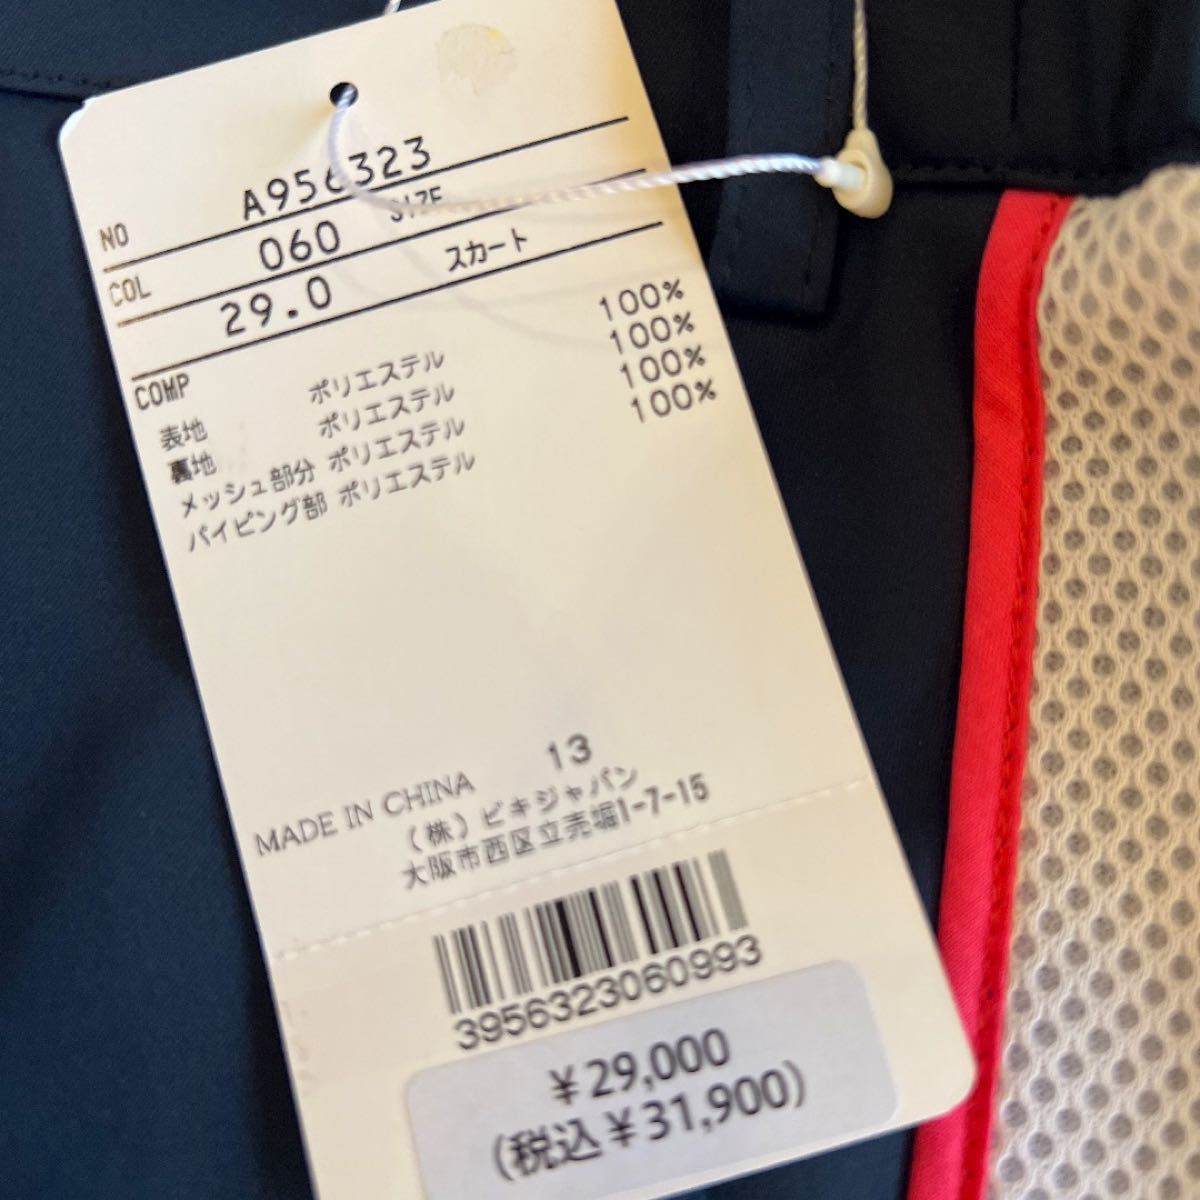 NO A956323
COL 060 SIZE
29.0 スカート
COMP
表地 ポリエステル 100%
裏地 ポリエステル 100%
メッシュ部分 ポリエステル 100%
パイピング部 ポリエステル 100%
13
MADE IN CHINA
(株)ビキジャパン
大阪市西区立売堀1-7-15
3956323060993
¥29,000
(税込¥31,900)